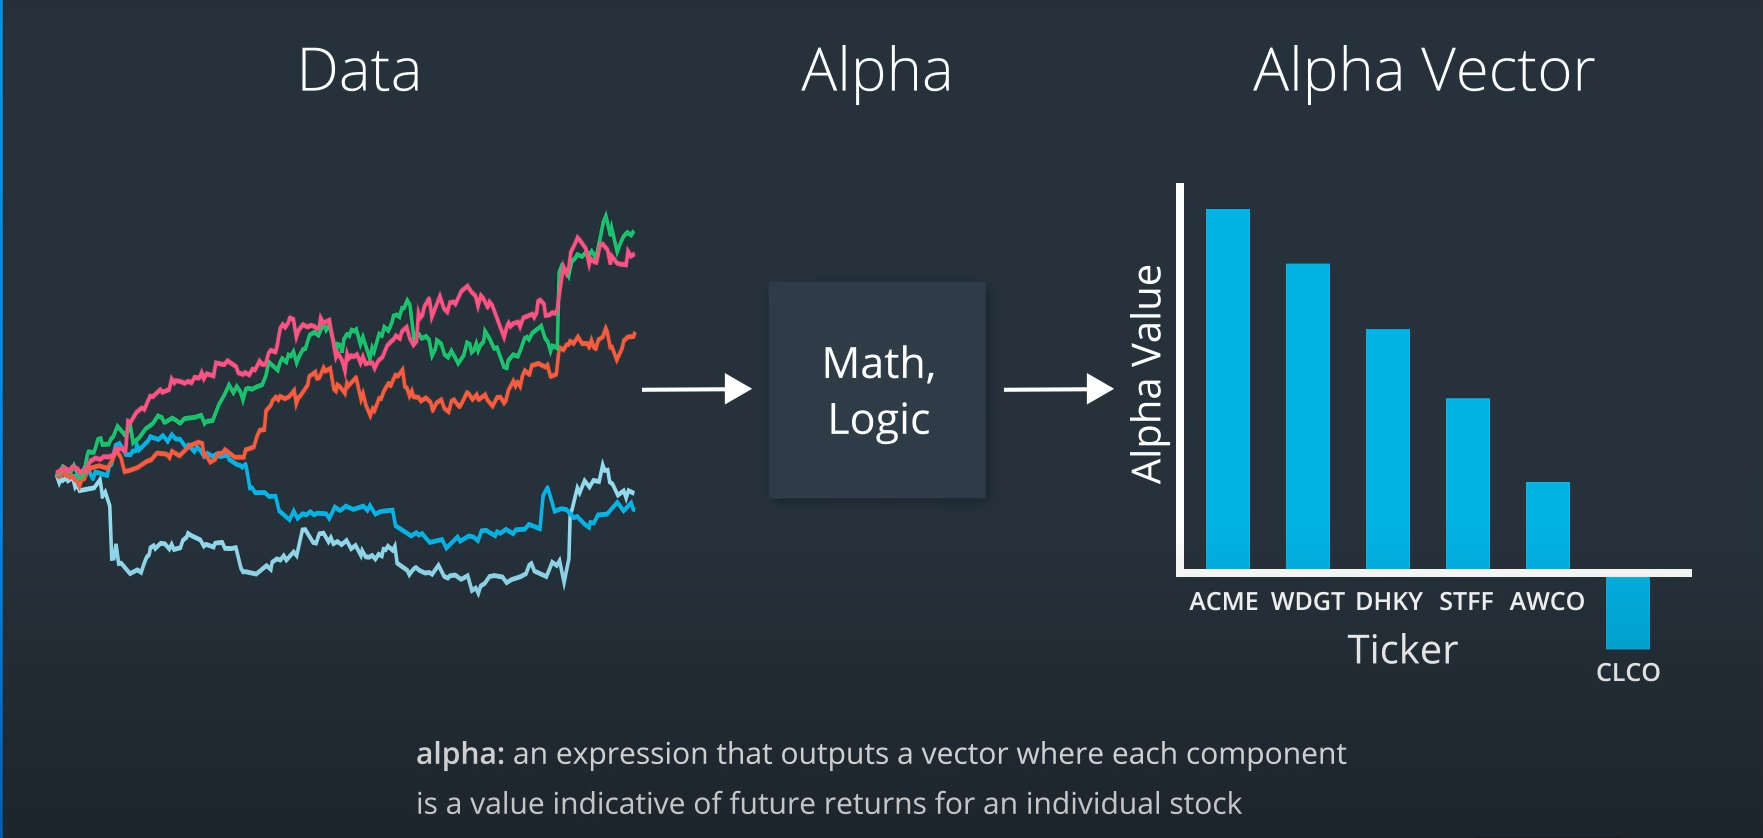 Data
Alpha
Alpha Vector
Math,
Logic
Alpha Value
ACME WDGT DHKY STFF AWCO
Ticker
CLCO
alpha: an expression that outputs a vector where each component
is a value indicative of future returns for an individual stock